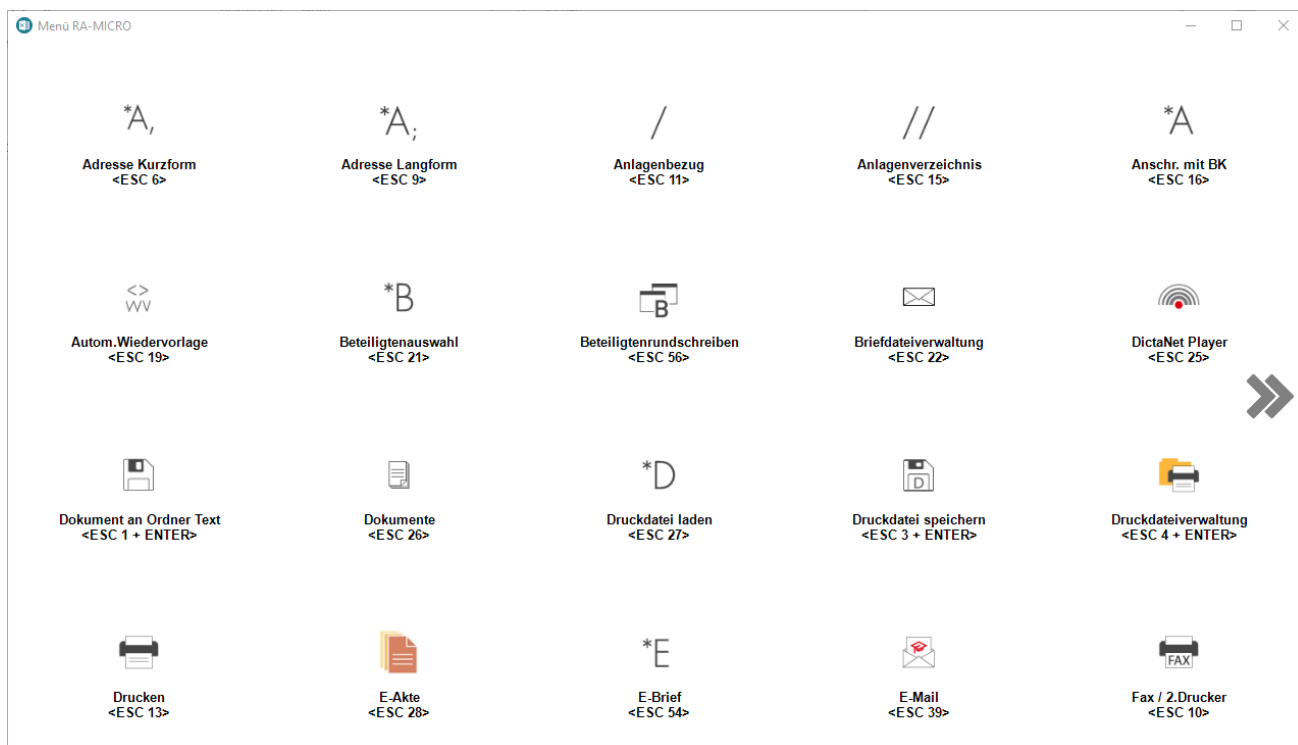 Menü RA-MICRO
*A,
*A;
/
//
*A
Adresse Kurzform
<ESC 6>
Adresse Langform
<ESC 9>
Anlagenbezug
<ESC 11>
Anlagenverzeichnis
<ESC 15>
Anschr. mit BK
<ESC 16>
<>
WV
*B
B
Autom.Wiedervorlage
<ESC 19>
Beteiligtenauswahl
<ESC 21>
Beteiligtenrundschreiben
<ESC 56>
Briefdateiverwaltung
<ESC 22>
DictaNet Player
<ESC 25>
*D
D
Dokument an Ordner Text
<ESC 1 + ENTER>
Dokumente
<ESC 26>
Druckdatei laden
<ESC 27>
Druckdatei speichern
<ESC 3 + ENTER>
Druckdateiverwaltung
<ESC 4 + ENTER>
*E
FAX
Drucken
<ESC 13>
E-Akte
<ESC 28>
E-Brief
<ESC 54>
E-Mail
<ESC 39>
Fax / 2.Drucker
<ESC 10>